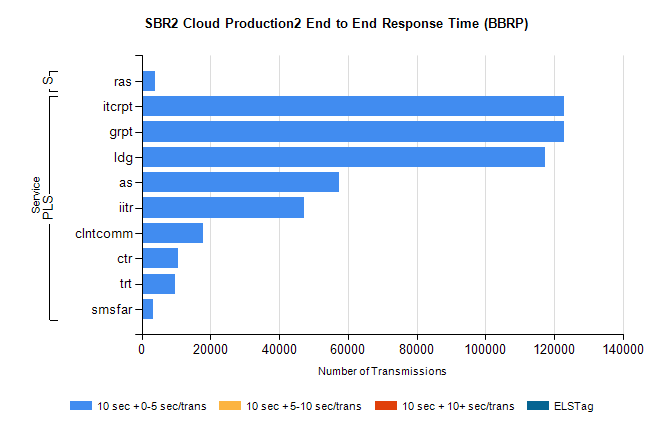 SBR2 Cloud Production2 End to End Response Time (BBRP)
S
ras
itcrpt
grpt
ldg
as
iitr
clntcomm
ctr
trt
smsfar
Service
PLS
0 20000 40000 60000 80000 100000 120000 140000
Number of Transmissions
10 sec +0-5 sec/trans 10 sec +5-10 sec/trans 10 sec + 10+ sec/trans ELSTag